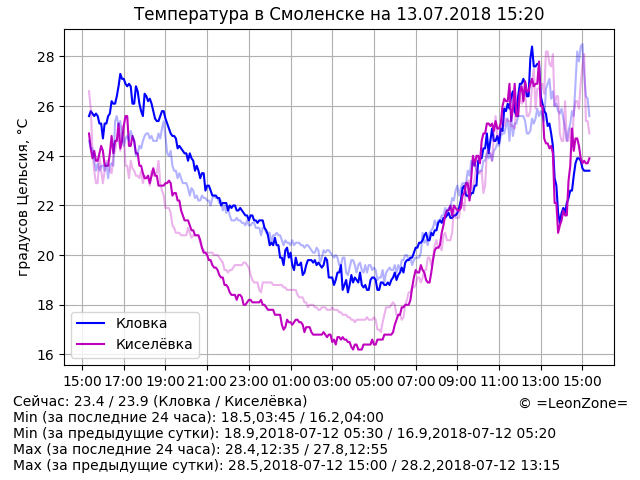 Температура в Смоленске на 13.07.2018 15:20
градусов Цельсия, °C
28
26
24
22
20
18
16
Кловка
Киселёвка
15:00 17:00 19:00 21:00 23:00 01:00 03:00 05:00 07:00 09:00 11:00 13:00 15:00
Сейчас: 23.4 / 23.9 (Кловка / Киселёвка)
© =LeonZone=
Min (за последние 24 часа): 18.5,03:45 / 16.2,04:00
Min (за предыдущие сутки): 18.9,2018-07-12 05:30 / 16.9,2018-07-12 05:20
Max (за последние 24 часа): 28.4,12:35 / 27.8,12:55
Max (за предыдущие сутки): 28.5,2018-07-12 15:00 / 28.2,2018-07-12 13:15